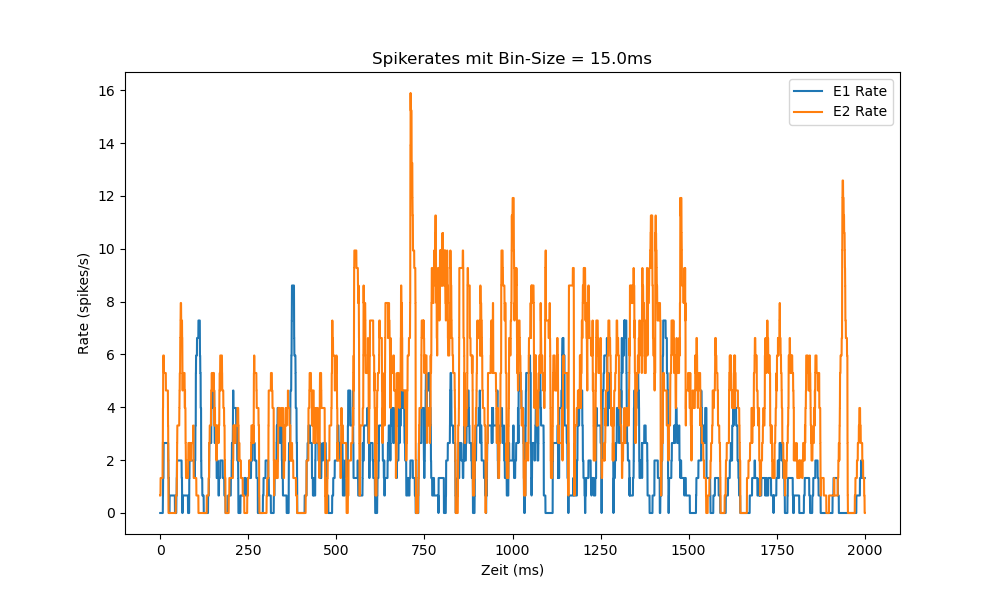 Spikerates mit Bin-Size = 15.0ms
E1 Rate
E2 Rate
Rate (spikes/s)
16
14
12
10
8
6
4
2
0
0 250 500 750 1000 1250 1500 1750 2000
Zeit (ms)